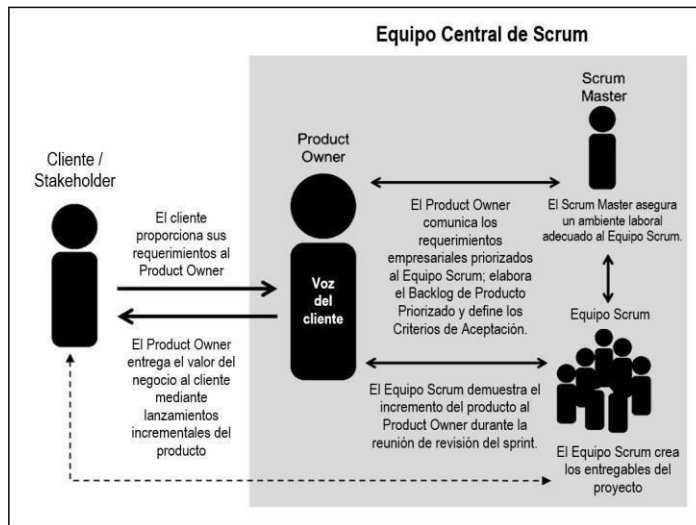 Equipo Central de Scrum
Cliente /
Stakeholder
El cliente
proporciona sus
requerimientos al
Product Owner
El Product Owner
entrega el valor del
negocio al cliente
mediante
lanzamientos
incrementales del
producto
Product
Owner
Voz
del
cliente
El Product Owner
comunica los
requerimientos
empresariales priorizados
al Equipo Scrum; elabora
el Backlog de Producto
Priorizado y define los
Criterios de Aceptación.
El Equipo Scrum demuestra el
incremento del producto al
Product Owner durante la
reunión de revisión del sprint.
Scrum
Master
El Scrum Master asegura
un ambiente laboral
adecuado al Equipo Scrum.
Equipo Scrum
El Equipo Scrum crea
los entregables del
proyecto